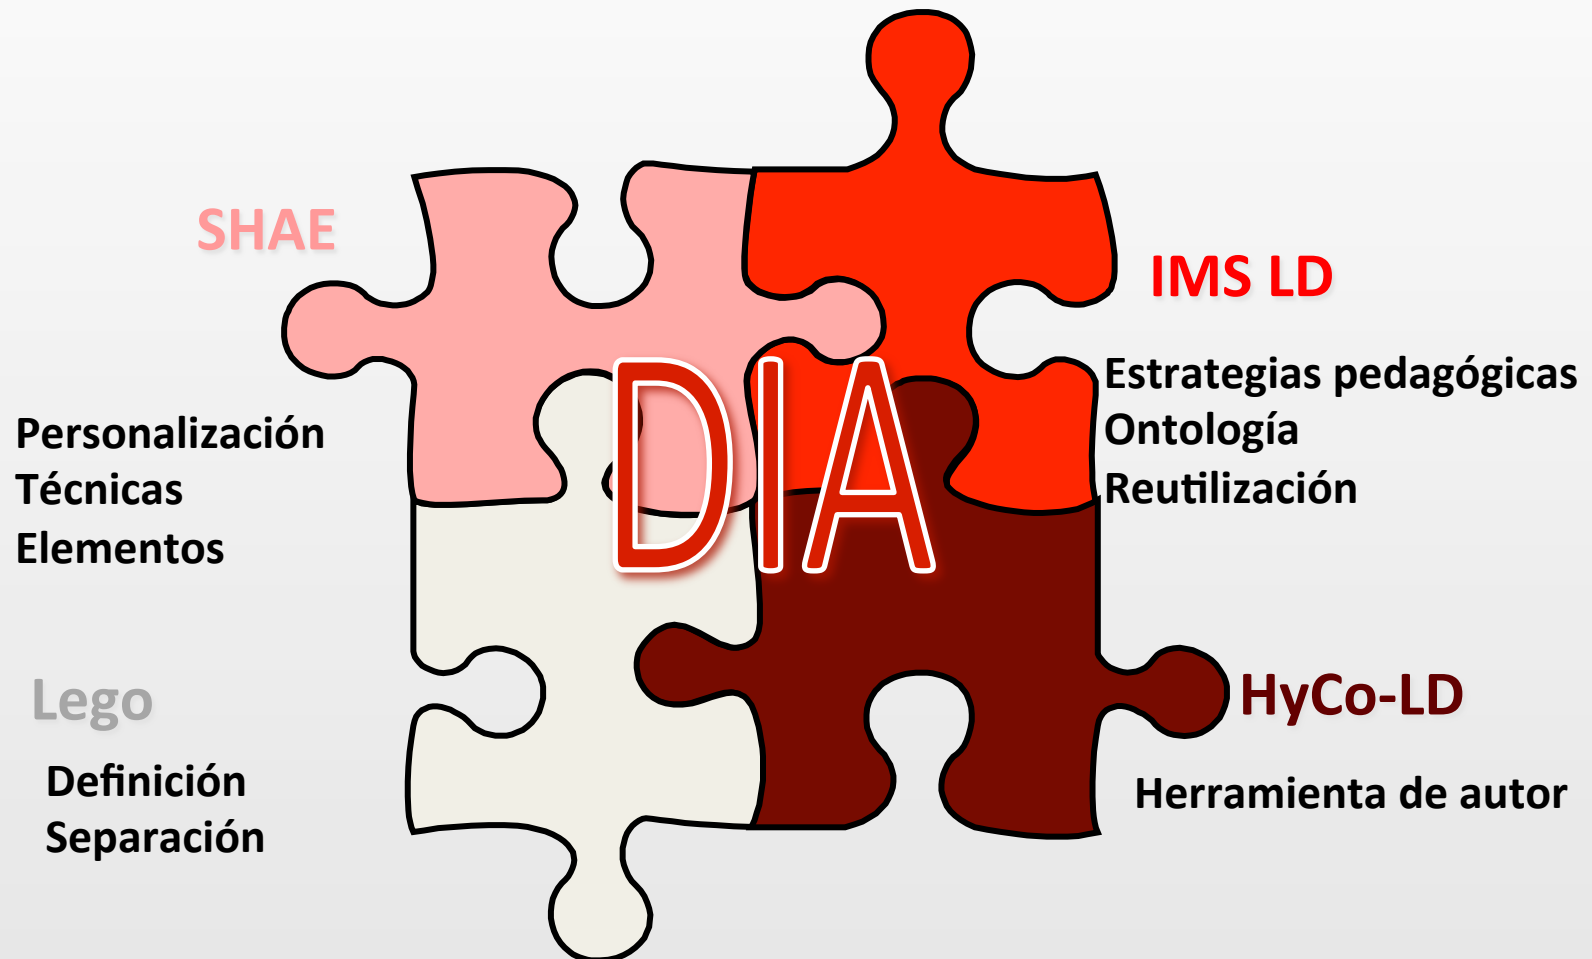 SHAE
Personalización
Técnicas
Elementos
IMS LD
Estrategias pedagógicas
Ontología
Reutilización
DIA
Lego
Definición
Separación
HyCo-LD
Herramienta de autor